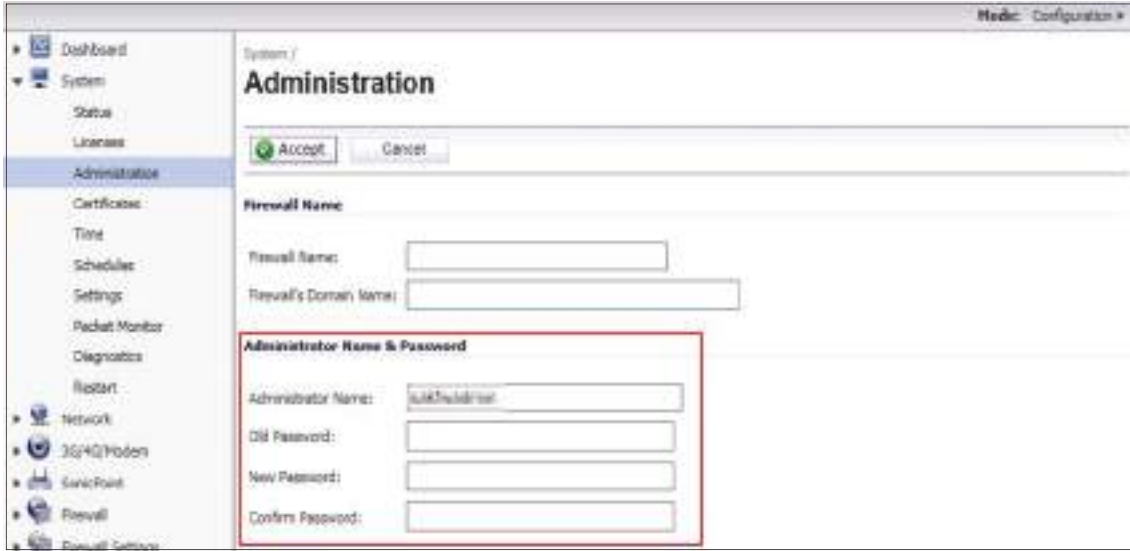 Mode: Configuration
Dashboard
System
Status
Licenses
Administration
Certificates
Time
Schedules
Settings
Packet Monitor
Diagnostics
Restart
Network
3G/4G/Modem
SonicPoint
Firewall
Firewall Settings
System /
Administration
Accept Cancel
Firewall Name
Firewall Name:
Firewall's Domain Name:
Administrator Name & Password
Administrator Name:
Old Password:
New Password:
Confirm Password: